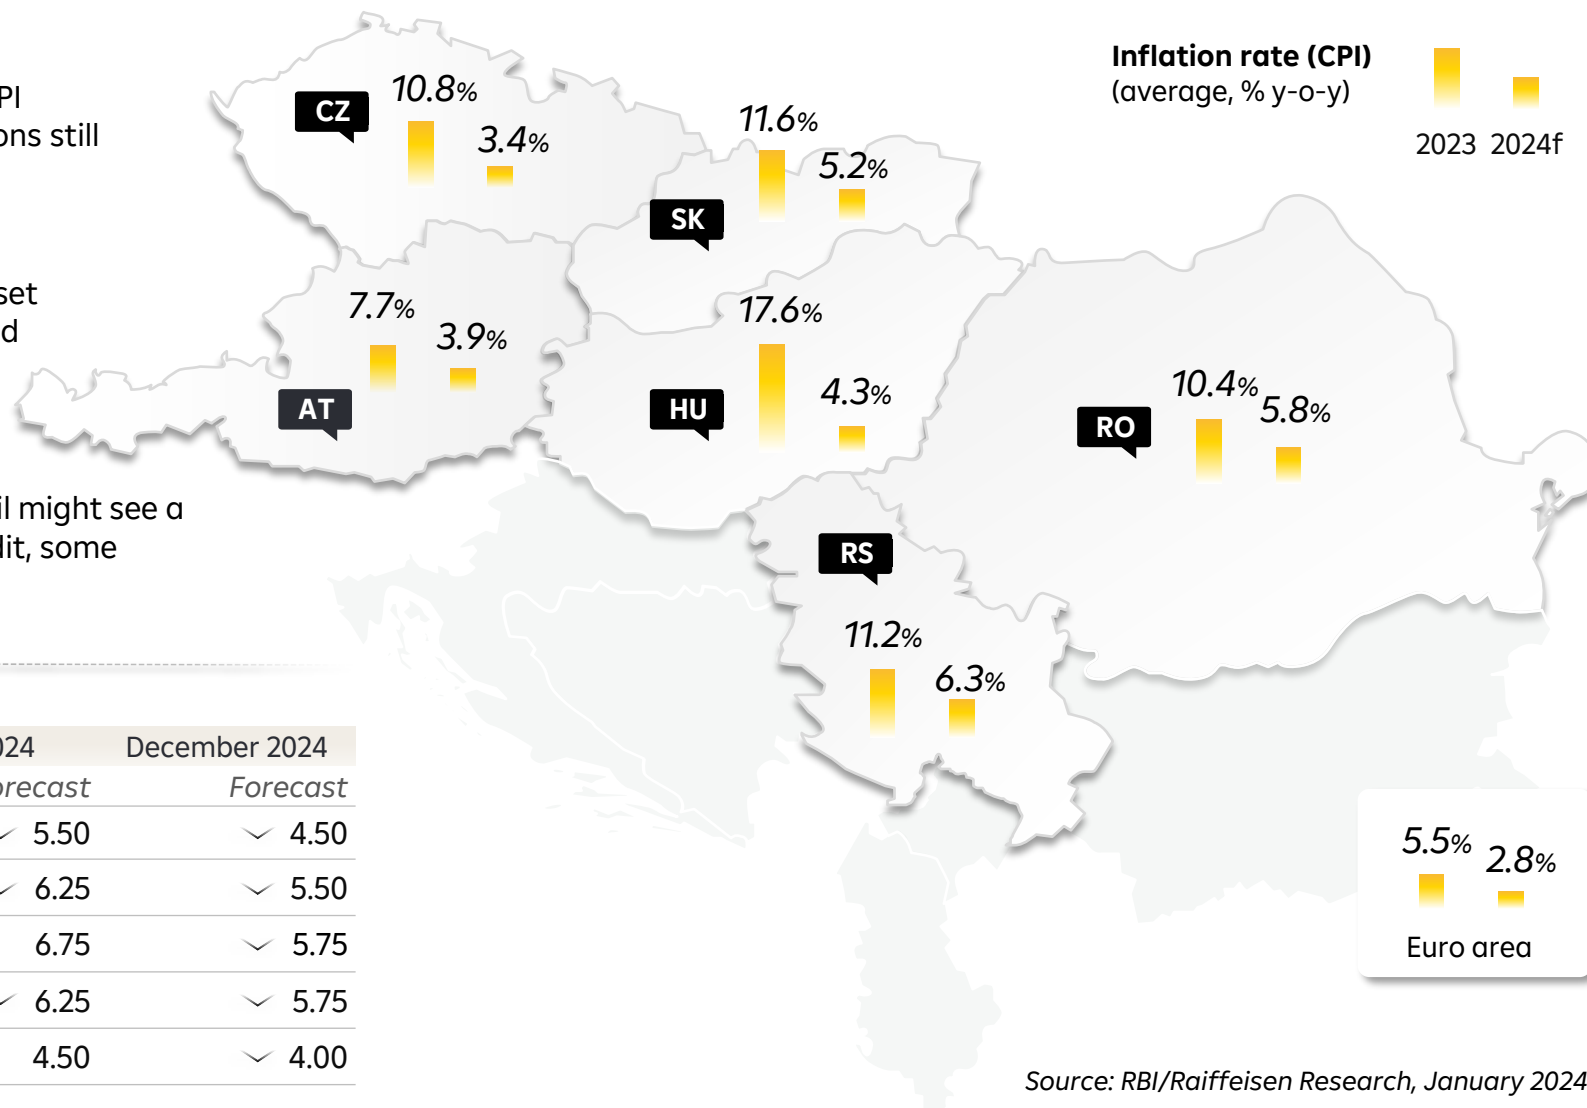 PI
ons still
set
d
il might see a
dit, some
024 December 2024
orecast Forecast
5.50 4.50
6.25 5.50
6.75 5.75
6.25 5.75
4.50 4.00
Inflation rate (CPI)
(average, % y-o-y)
2023 2024f
CZ
10.8%
3.4%
SK
11.6%
5.2%
AT
7.7%
3.9%
HU
17.6%
4.3%
RO
10.4%
5.8%
RS
11.2%
6.3%
5.5% 2.8%
Euro area
Source: RBI/Raiffeisen Research, January 2024